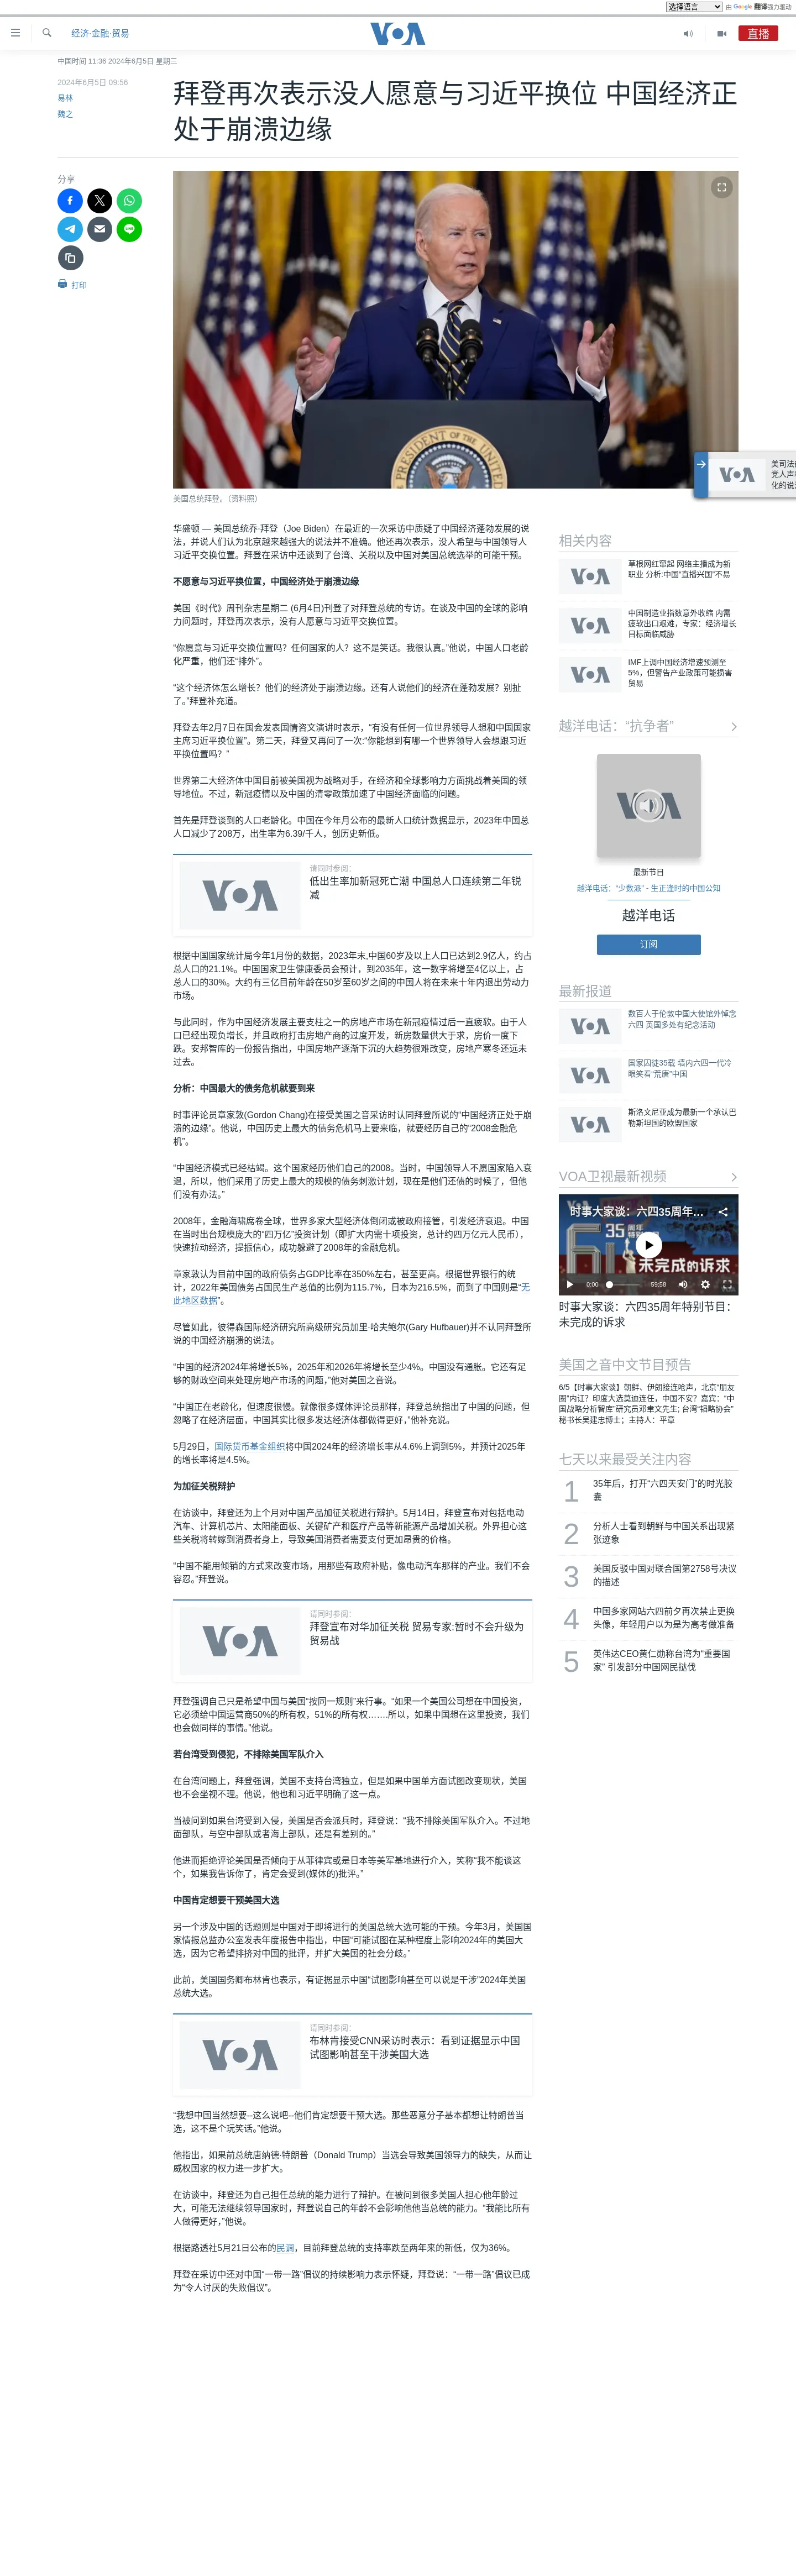 选择语言 由 Google 翻译强力驱动
经济·金融·贸易
VOA
直播
中国时间 11:36 2024年6月5日 星期三
2024年6月5日 09:56
易林
魏之
拜登再次表示没人愿意与习近平换位 中国经济正
处于崩溃边缘
分享
打印
美国总统拜登。（资料照）
美司法
党人声
化的说
华盛顿 — 美国总统乔·拜登（Joe Biden）在最近的一次采访中质疑了中国经济蓬勃发展的说
法，并说人们认为北京越来越强大的说法并不准确。他还再次表示，没人希望与中国领导人
习近平交换位置。拜登在采访中还谈到了台湾、关税以及中国对美国总统选举的可能干预。
不愿意与习近平换位置，中国经济处于崩溃边缘
美国《时代》周刊杂志星期二 (6月4日)刊登了对拜登总统的专访。在谈及中国的全球的影响
力问题时，拜登再次表示，没有人愿意与习近平交换位置。
“你愿意与习近平交换位置吗？任何国家的人？这不是笑话。我很认真。”他说，中国人口老龄
化严重，他们还“排外”。
“这个经济体怎么增长？他们的经济处于崩溃边缘。还有人说他们的经济在蓬勃发展？别扯
了。”拜登补充道。
拜登去年2月7日在国会发表国情咨文演讲时表示，“有没有任何一位世界领导人想和中国国家
主席习近平换位置”。第二天，拜登又再问了一次:“你能想到有哪一个世界领导人会想跟习近
平换位置吗？”
世界第二大经济体中国目前被美国视为战略对手，在经济和全球影响力方面挑战着美国的领
导地位。不过，新冠疫情以及中国的清零政策加速了中国经济面临的问题。
首先是拜登谈到的人口老龄化。中国在今年月公布的最新人口统计数据显示，2023年中国总
人口减少了208万，出生率为6.39/千人，创历史新低。
VOA
请同时参阅：
低出生率加新冠死亡潮 中国总人口连续第二年锐
减
根据中国国家统计局今年1月份的数据，2023年末,中国60岁及以上人口已达到2.9亿人，约占
总人口的21.1%。中国国家卫生健康委员会预计，到2035年，这一数字将增至4亿以上，占
总人口的30%。大约有三亿目前年龄在50岁至60岁之间的中国人将在未来十年内退出劳动力
市场。
与此同时，作为中国经济发展主要支柱之一的房地产市场在新冠疫情过后一直疲软。由于人
口已经出现负增长，并且政府打击房地产商的过度开发，新房数量供大于求，房价一度下
跌。安邦智库的一份报告指出，中国房地产逐渐下沉的大趋势很难改变，房地产寒冬还远未
过去。
分析：中国最大的债务危机就要到来
时事评论员章家敦(Gordon Chang)在接受美国之音采访时认同拜登所说的“中国经济正处于崩
溃的边缘”。他说，中国历史上最大的债务危机马上要来临，就要经历自己的“2008金融危
机”。
“中国经济模式已经枯竭。这个国家经历他们自己的2008。当时，中国领导人不愿国家陷入衰
退，所以，他们采用了历史上最大的规模的债务刺激计划，现在是他们还债的时候了，但他
们没有办法。”
2008年，金融海啸席卷全球，世界多家大型经济体倒闭或被政府接管，引发经济衰退。中国在
当时出台规模庞大的“四万亿”投资计划（即扩大内需十项投资，总计约四万亿元人民币），
快速拉动经济，提振信心，成功躲避了2008年的金融危机。
章家敦认为目前中国的政府债务占GDP比率在350%左右，甚至更高。根据世界银行的统
计，2022年美国债务占国民生产总值的比例为115.7%，日本为216.5%，而到了中国则是“无
此地区数据”。
尽管如此，彼得森国际经济研究所高级研究员加里·哈夫鲍尔(Gary Hufbauer)并不认同拜登所
说的中国经济崩溃的说法。
“中国的经济2024年将增长5%，2025年和2026年将增长至少4%。中国没有通胀。它还有足
够的财政空间来处理房地产市场的问题，”他对美国之音说。
“中国正在老龄化，但速度很慢。就像很多媒体评论员那样，拜登总统指出了中国的问题，但
忽略了在经济层面，中国其实比很多发达经济体都做得更好，”他补充说。
5月29日，国际货币基金组织将中国2024年的经济增长率从4.6%上调到5%，并预计2025年
的增长率将是4.5%。
为加征关税辩护
在访谈中，拜登还为上个月对中国产品加征关税进行辩护。5月14日，拜登宣布对包括电动
汽车、计算机芯片、太阳能面板、关键矿产和医疗产品等新能源产品增加关税。外界担心这
些关税将转嫁到消费者身上，导致美国消费者需要支付更加昂贵的价格。
“中国不能用倾销的方式来改变市场，用那些有政府补贴，像电动汽车那样的产业。我们不会
容忍。”拜登说。
VOA
请同时参阅：
拜登宣布对华加征关税 贸易专家:暂时不会升级为
贸易战
拜登强调自己只是希望中国与美国“按同一规则”来行事。“如果一个美国公司想在中国投资，
它必须给中国运营商50%的所有权，51%的所有权…….所以，如果中国想在这里投资，我们
也会做同样的事情。”他说。
若台湾受到侵犯，不排除美国军队介入
在台湾问题上，拜登强调，美国不支持台湾独立，但是如果中国单方面试图改变现状，美国
也不会坐视不理。他说，他也和习近平明确了这一点。
当被问到如果台湾受到入侵，美国是否会派兵时，拜登说：“我不排除美国军队介入。不过地
面部队，与空中部队或者海上部队，还是有差别的。”
他进而拒绝评论美国是否倾向于从菲律宾或是日本等美军基地进行介入，笑称“我不能谈这
个，如果我告诉你了，肯定会受到(媒体的)批评。”
中国肯定想要干预美国大选
另一个涉及中国的话题则是中国对于即将进行的美国总统大选可能的干预。今年3月，美国国
家情报总监办公室发表年度报告中指出，中国“可能试图在某种程度上影响2024年的美国大
选，因为它希望排挤对中国的批评，并扩大美国的社会分歧。”
此前，美国国务卿布林肯也表示，有证据显示中国“试图影响甚至可以说是干涉”2024年美国
总统大选。
VOA
请同时参阅：
布林肯接受CNN采访时表示：看到证据显示中国
试图影响甚至干涉美国大选
“我想中国当然想要--这么说吧--他们肯定想要干预大选。那些恶意分子基本都想让特朗普当
选，这不是个玩笑话。”他说。
他指出，如果前总统唐纳德·特朗普（Donald Trump）当选会导致美国领导力的缺失，从而让
威权国家的权力进一步扩大。
在访谈中，拜登还为自己担任总统的能力进行了辩护。在被问到很多美国人担心他年龄过
大，可能无法继续领导国家时，拜登说自己的年龄不会影响他他当总统的能力。“我能比所有
人做得更好，”他说。
根据路透社5月21日公布的民调，目前拜登总统的支持率跌至两年来的新低，仅为36%。
拜登在采访中还对中国“一带一路”倡议的持续影响力表示怀疑，拜登说：“一带一路”倡议已成
为“令人讨厌的失败倡议”。
相关内容
草根网红窜起 网络主播成为新
职业 分析:中国“直播兴国”不易
中国制造业指数意外收缩 内需
疲软出口艰难，专家：经济增长
目标面临威胁
IMF上调中国经济增速预测至
5%，但警告产业政策可能损害
贸易
越洋电话：“抗争者”
VOA
最新节目
越洋电话：“少数派” - 生正逢时的中国公知
越洋电话
订阅
最新报道
数百人于伦敦中国大使馆外悼念
六四 英国多处有纪念活动
国家囚徒35载 墙内六四一代冷
眼笑看“荒唐”中国
斯洛文尼亚成为最新一个承认巴
勒斯坦国的欧盟国家
VOA卫视最新视频
时事大家谈：六四35周年…
35周年
未完成的诉求
0:00 59:58
时事大家谈：六四35周年特别节目：
未完成的诉求
美国之音中文节目预告
6/5【时事大家谈】朝鲜、伊朗接连呛声，北京“朋友
圈”内讧？印度大选莫迪连任，中国不安？嘉宾：“中
国战略分析智库”研究员邓聿文先生; 台湾“韬略协会”
秘书长吴建忠博士；主持人：平章
七天以来最受关注内容
1 35年后，打开“六四天安门”的时光胶
囊
2 分析人士看到朝鲜与中国关系出现紧
张迹象
3 美国反驳中国对联合国第2758号决议
的描述
4 中国多家网站六四前夕再次禁止更换
头像，年轻用户以为是为高考做准备
5 英伟达CEO黄仁勋称台湾为“重要国
家” 引发部分中国网民挞伐